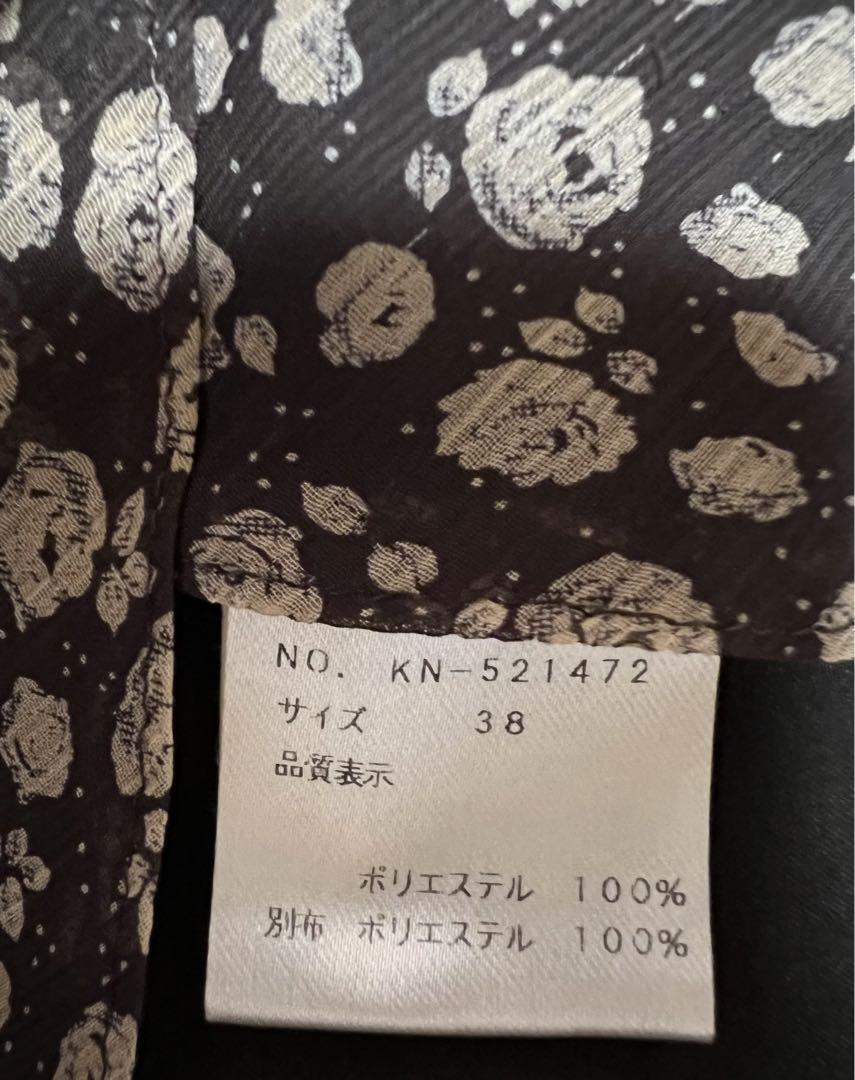 NO. KN-521472
サイズ 38
品質表示
ポリエステル 100%
別布 ポリエステル 100%